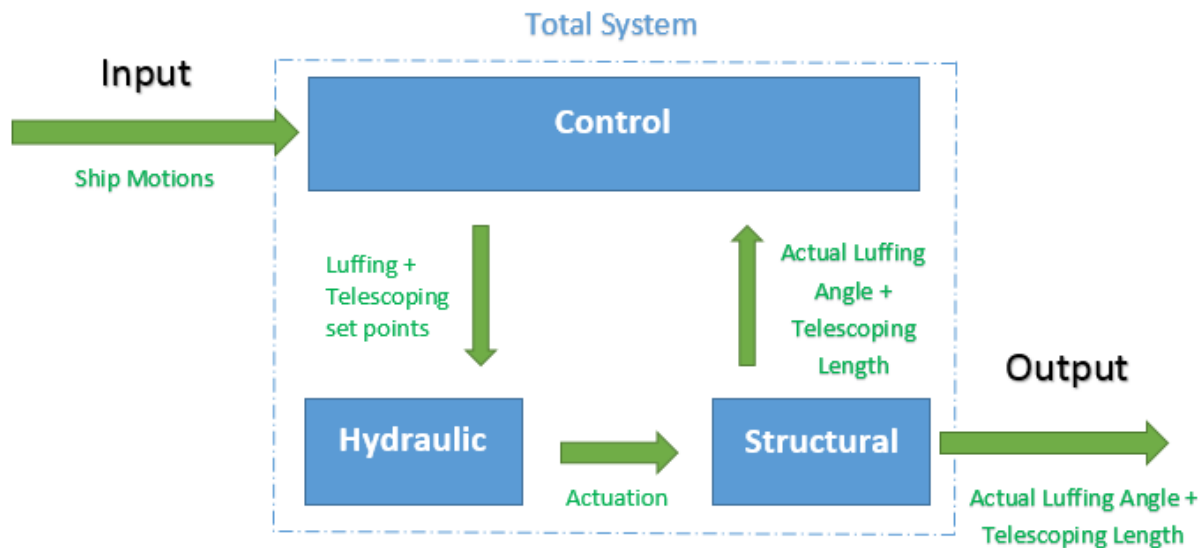 Total System
Input
Control
Ship Motions
Luffing +
Telescoping
set points
Actual Luffing
Angle +
Telescoping
Length
Output
Hydraulic
Structural
Actuation
Actual Luffing Angle +
Telescoping Length